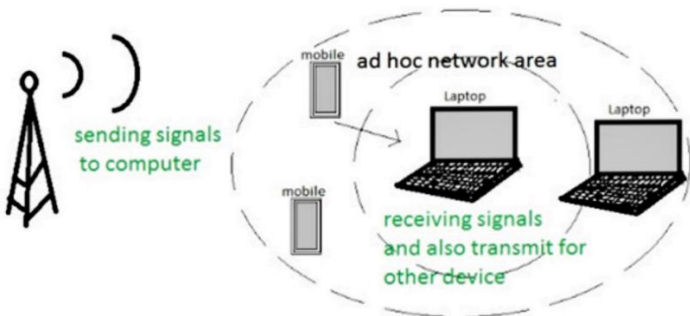 mobile
ad hoc network area
Laptop
Laptop
sending signals
to computer
mobile
receiving signals
and also transmit for
other device